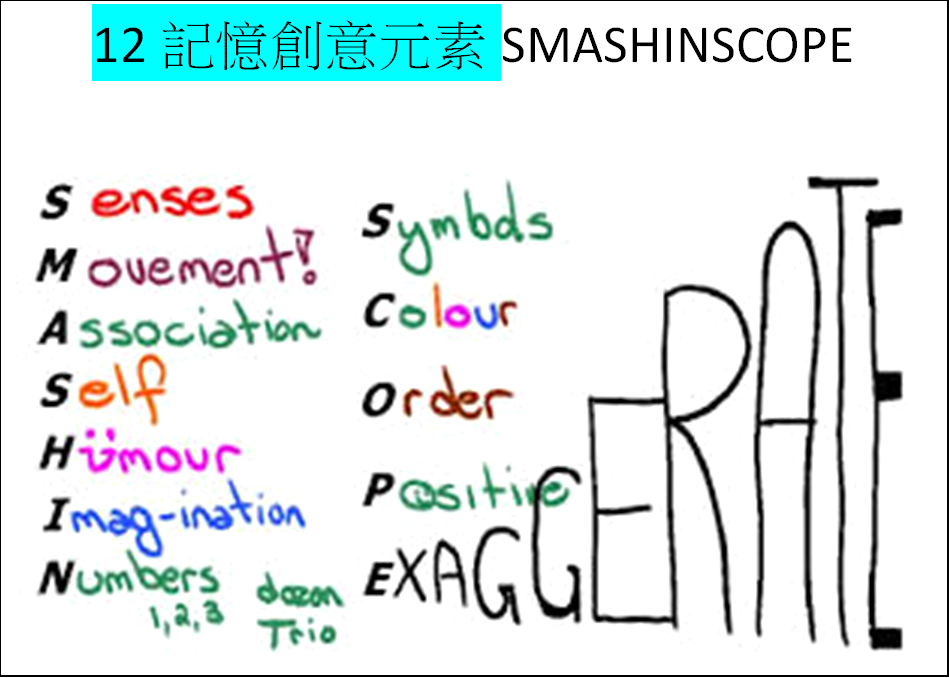 12 記憶創意元素 SMASHINSCOPE
Senses
Movement!
Association
Self
Humour
Imag-ination
Numbers
1, 2, 3
dozen
Trio
Symbols
Colour
Order
Positive
EXAGGERATE